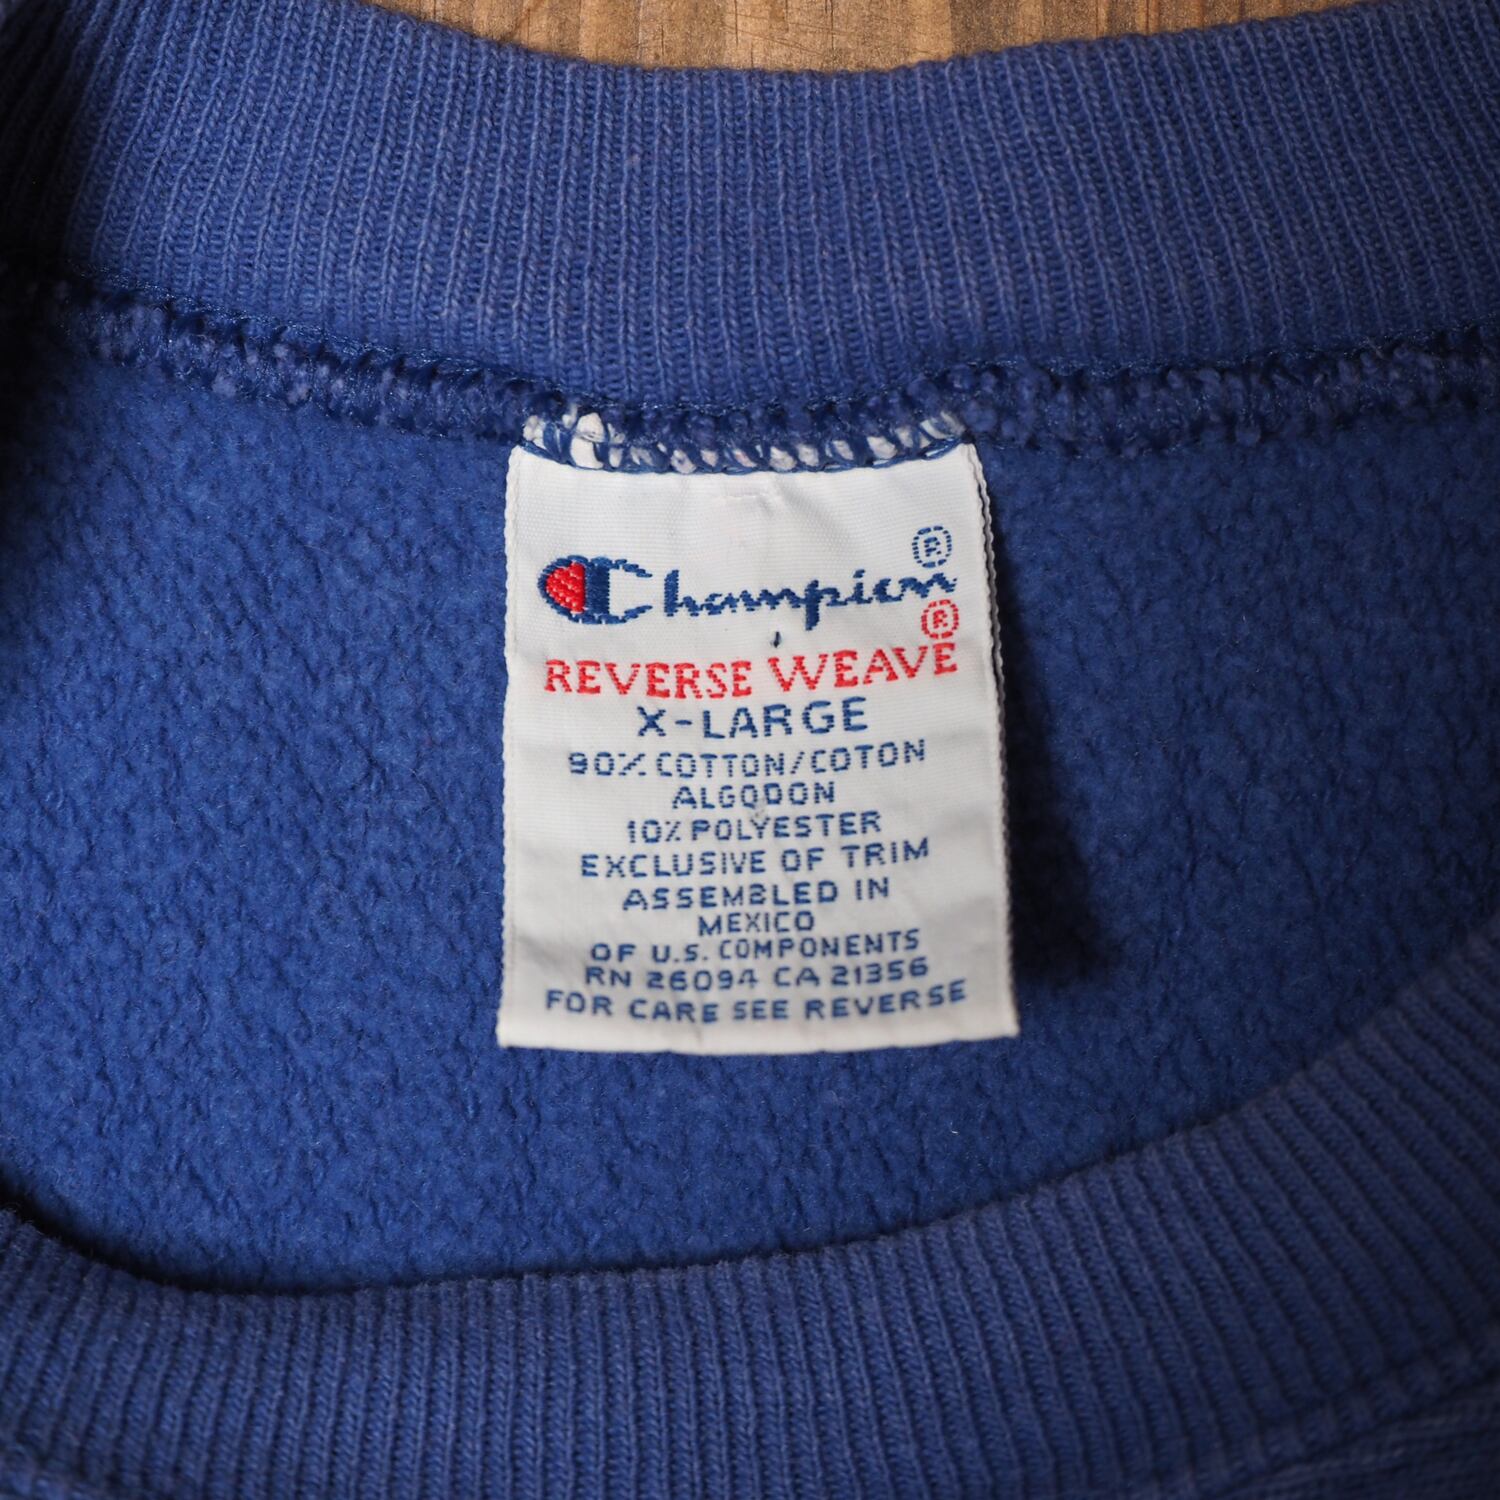 Champion®
REVERSE WEAVE®
X-LARGE
90% COTTON/COTON
ALGODON
10% POLYESTER
EXCLUSIVE OF TRIM
ASSEMBLED IN
MEXICO
OF U.S. COMPONENTS
RN 26094 CA 21356
FOR CARE SEE REVERSE